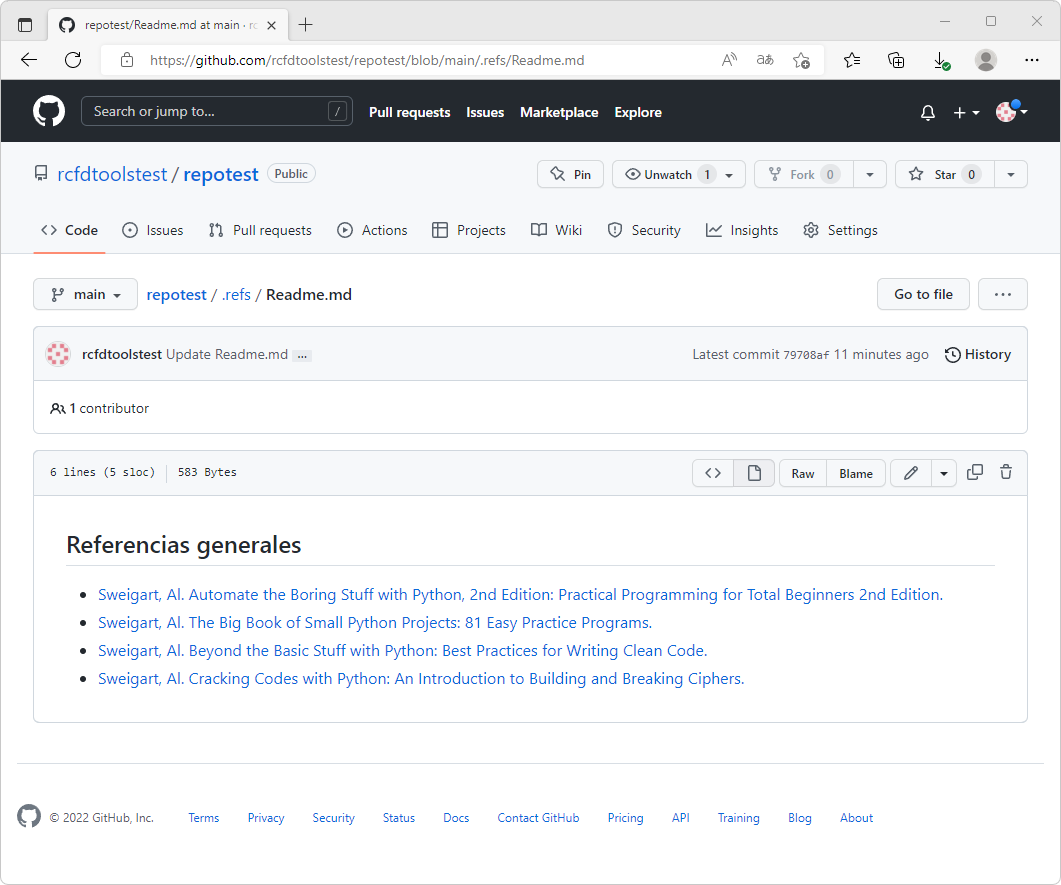 repotest/Readme.md at main · rc
https://github.com/rcfdtoolstest/repotest/blob/main/.refs/Readme.md
Search or jump to... / Pull requests Issues Marketplace Explore
rcfdtoolstest / repotest Public Pin Unwatch 1 Fork 0 Star 0
Code Issues Pull requests Actions Projects Wiki Security Insights Settings
main repotest / .refs / Readme.md Go to file ...
rcfdtoolstest Update Readme.md ... Latest commit 79708af 11 minutes ago History
1 contributor
6 lines (5 sloc) 583 Bytes Raw Blame
Referencias generales
• Sweigart, Al. Automate the Boring Stuff with Python, 2nd Edition: Practical Programming for Total Beginners 2nd Edition.
• Sweigart, Al. The Big Book of Small Python Projects: 81 Easy Practice Programs.
• Sweigart, Al. Beyond the Basic Stuff with Python: Best Practices for Writing Clean Code.
• Sweigart, Al. Cracking Codes with Python: An Introduction to Building and Breaking Ciphers.
© 2022 GitHub, Inc. Terms Privacy Security Status Docs Contact GitHub Pricing API Training Blog About